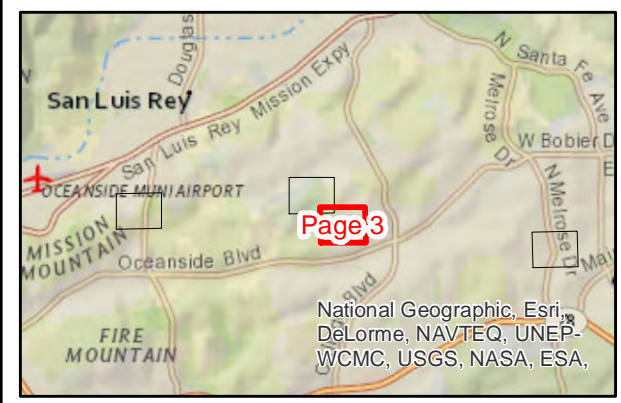 Douglas
N Santa Fe Ave
San Luis Rey
San Luis Rey Mission Expy
Melrose Dr
W Bobier D
E
OCEANSIDE MUNI AIRPORT
N Melrose Dr
Page 3
MISSION
MOUNTAIN
Oceanside Blvd
Mai
Blvd
National Geographic, Esri,
DeLorme, NAVTEQ, UNEP-
WCMC, USGS, NASA, ESA,
FIRE
MOUNTAIN